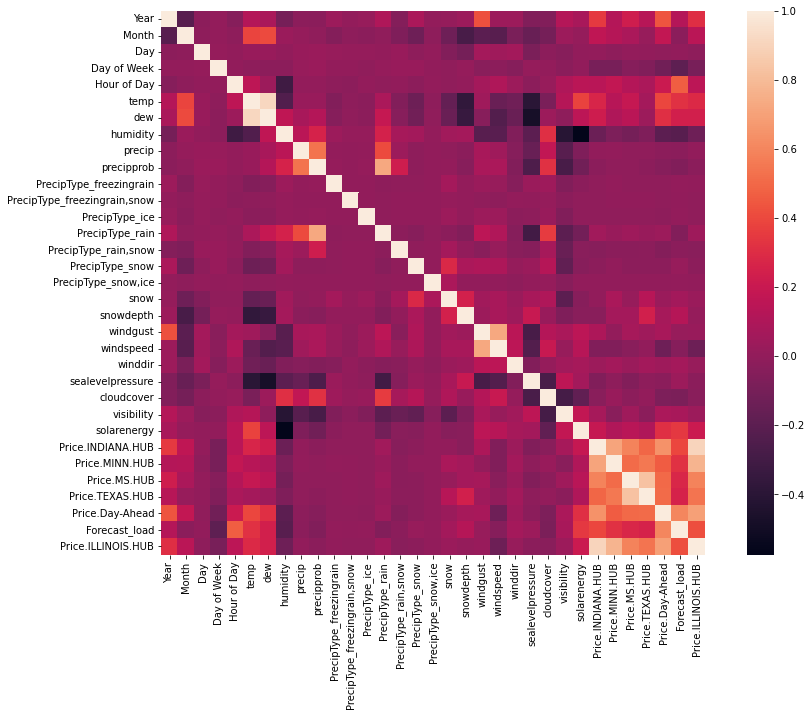 Year
Month
Day
Day of Week
Hour of Day
temp
dew
humidity
precip
precipprob
PrecipType_freezingrain
PrecipType_freezingrain,snow
PrecipType_ice
PrecipType_rain
PrecipType_rain,snow
PrecipType_snow
PrecipType_snow,ice
snow
snowdepth
windgust
windspeed
winddir
sealevelpressure
cloudcover
visibility
solarenergy
Price.INDIANA.HUB
Price.MINN.HUB
Price.MS.HUB
Price.TEXAS.HUB
Price.Day-Ahead
Forecast_load
Price.ILLINOIS.HUB
Year
Month
Day
Day of Week
Hour of Day
temp
dew
humidity
precip
precipprob
PrecipType_freezingrain
PrecipType_freezingrain,snow
PrecipType_ice
PrecipType_rain
PrecipType_rain,snow
PrecipType_snow
PrecipType_snow,ice
snow
snowdepth
windgust
windspeed
winddir
sealevelpressure
cloudcover
visibility
solarenergy
Price.INDIANA.HUB
Price.MINN.HUB
Price.MS.HUB
Price.TEXAS.HUB
Price.Day-Ahead
Forecast_load
Price.ILLINOIS.HUB
1.0
0.8
0.6
0.4
0.2
0.0
−0.2
−0.4